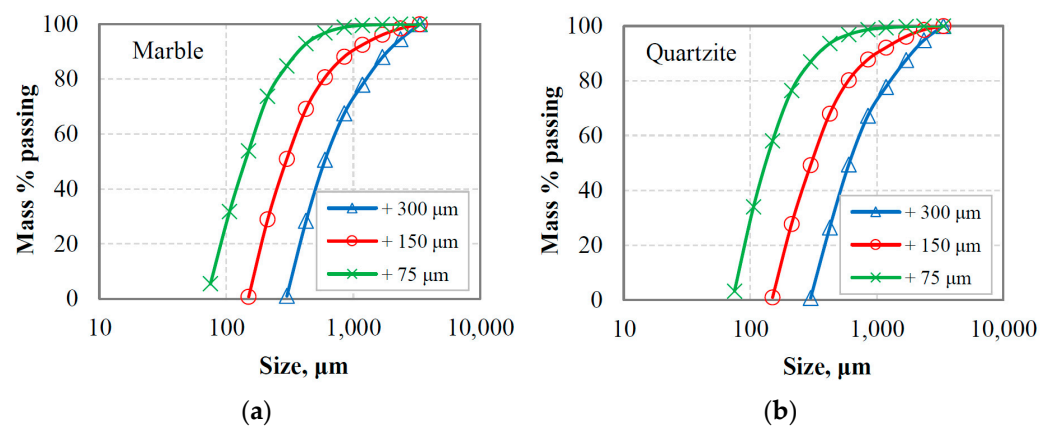 Mass % passing
100
80
60
40
20
0
Marble
+ 300 µm
+ 150 µm
+ 75 µm
10
100
1,000
10,000
Size, µm
(a)
Mass % passing
100
80
60
40
20
0
Quartzite
+ 300 µm
+ 150 µm
+ 75 µm
10
100
1,000
10,000
Size, µm
(b)